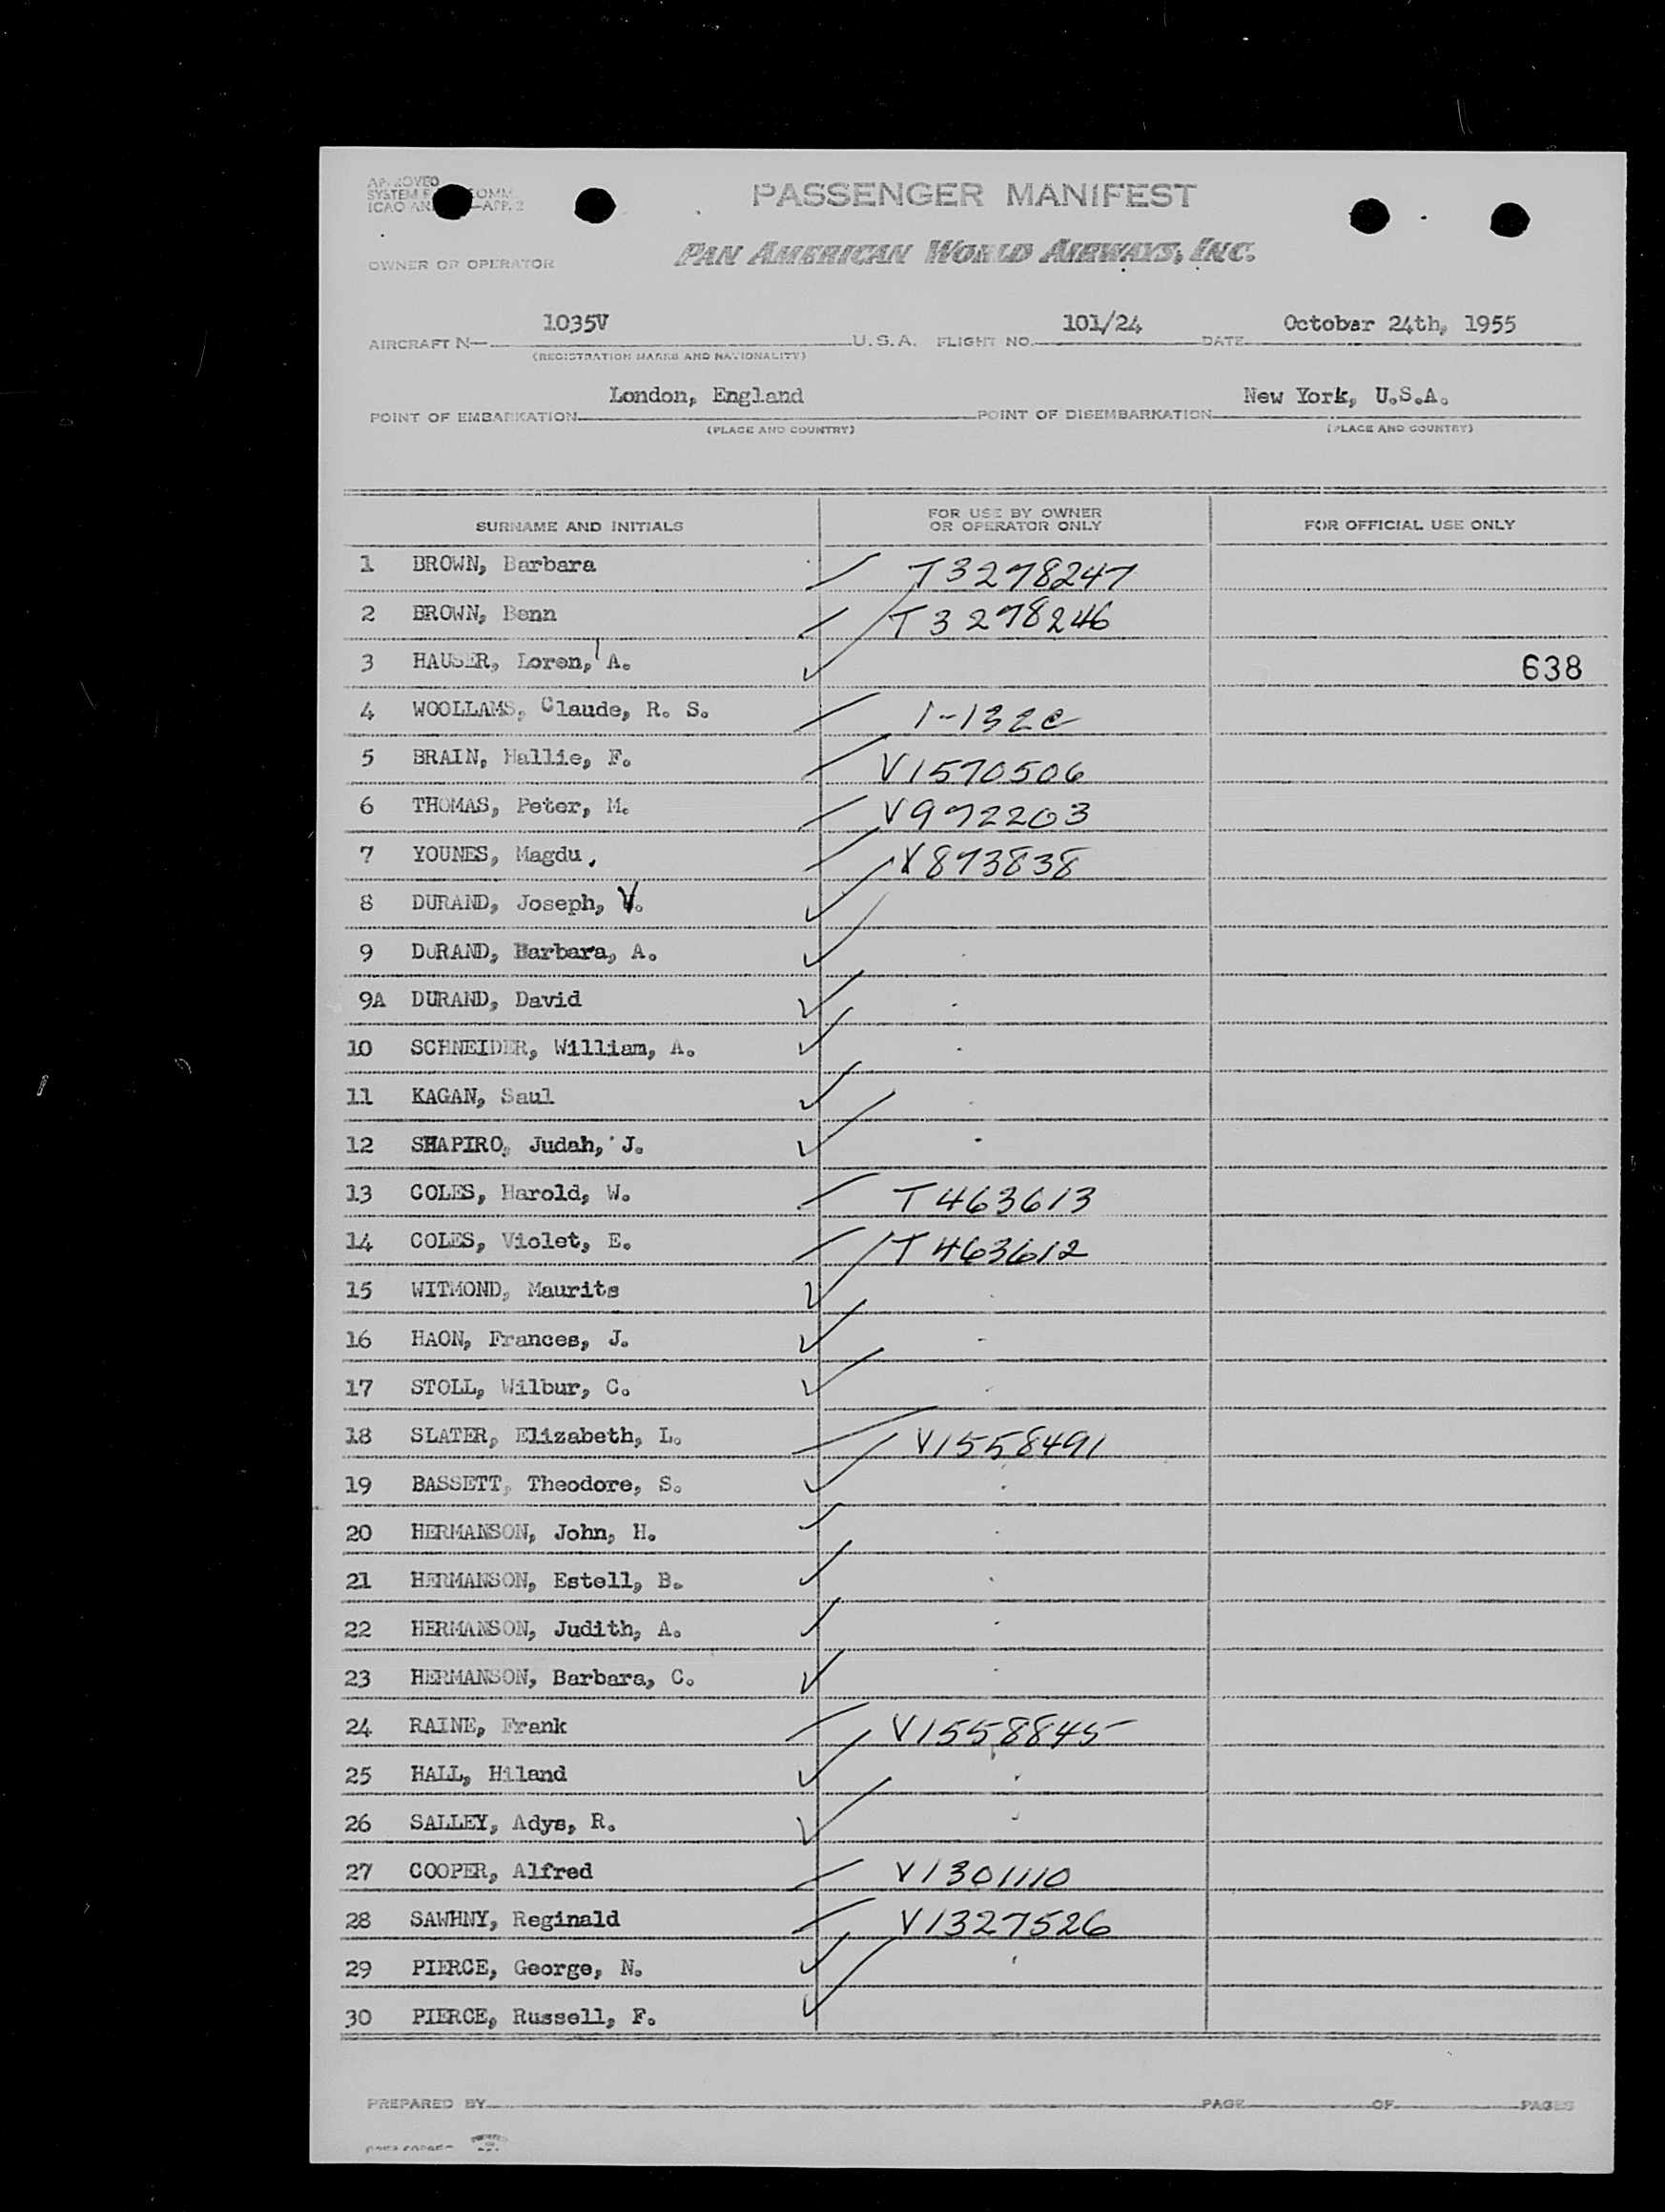 APPROVED
SYSTEM COMM
ICAO APP. 2
PASSENGER MANIFEST
PAN AMERICAN WORLD AIRWAYS, INC.
OWNER OR OPERATOR
1035V 101/24 October 24th, 1955
AIRCRAFT N— U.S.A. FLIGHT NO. DATE
(REGISTRATION MARKS AND NATIONALITY)
London, England New York, U.S.A.
POINT OF EMBARKATION POINT OF DISEMBARKATION
(PLACE AND COUNTRY) (PLACE AND COUNTRY)
SURNAME AND INITIALS FOR USE BY OWNER OR OPERATOR ONLY FOR OFFICIAL USE ONLY
1 BROWN, Barbara T3278247
2 BROWN, Benn T3278246
3 HAUSER, Loren, A. 638
4 WOOLLAMS, Claude, R. S. 1-132c
5 BRAIN, Hallie, F. V1570506
6 THOMAS, Peter, M. V972203
7 YOUNES, Magdu. V873838
8 DURAND, Joseph, V.
9 DURAND, Barbara, A.
9A DURAND, David
10 SCHNEIDER, William, A.
11 KAGAN, Saul
12 SHAPIRO, Judah, J.
13 COLES, Harold, W. T463613
14 COLES, Violet, E. T463612
15 WITMOND, Maurits
16 HAON, Frances, J.
17 STOLL, Wilbur, C.
18 SLATER, Elizabeth, L. V1558491
19 BASSETT, Theodore, S.
20 HERMANSON, John, H.
21 HERMANSON, Estell, B.
22 HERMANSON, Judith, A.
23 HERMANSON, Barbara, C.
24 RAINE, Frank V1558845
25 HALL, Hiland
26 SALLEY, Adys, R.
27 COOPER, Alfred V1301110
28 SAWHNY, Reginald V1327526
29 PIERCE, George, N.
30 PIERCE, Russell, F.
PREPARED BY PAGE OF PAGES